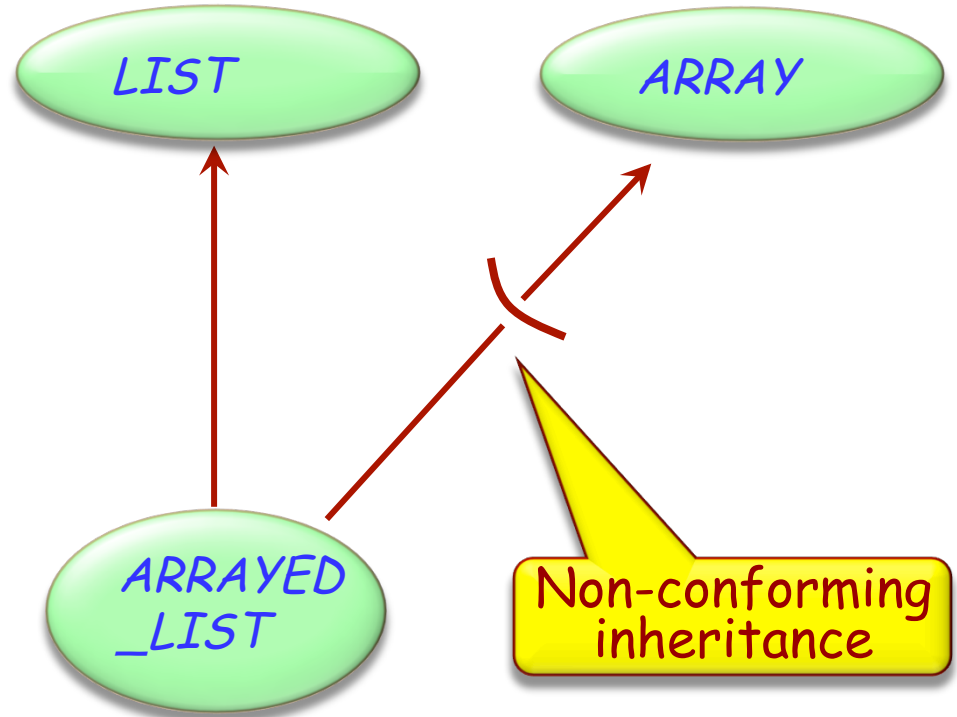 LIST
ARRAY
ARRAYED
_LIST
Non-conforming
inheritance